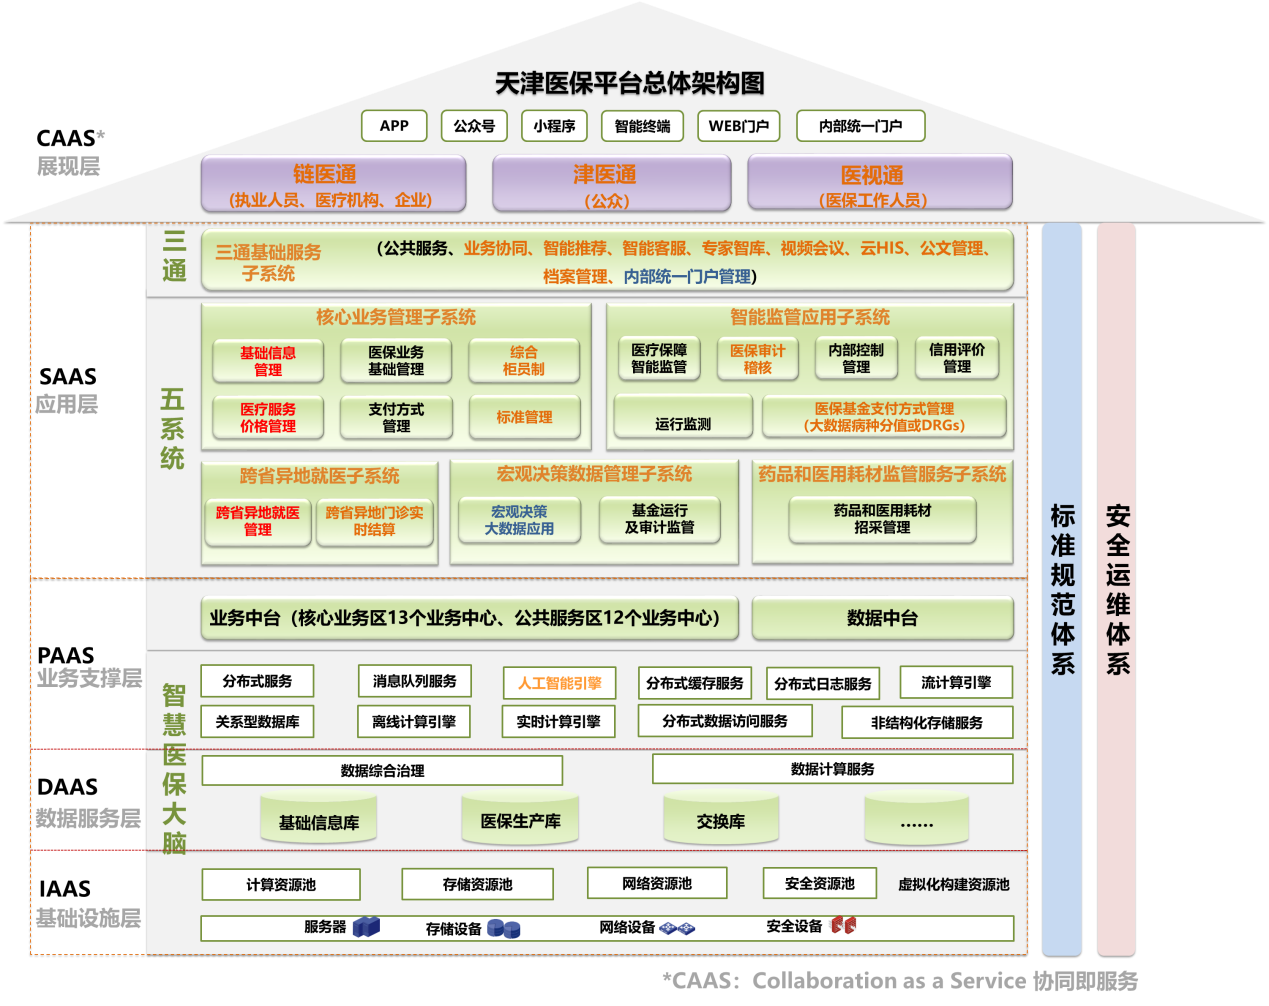 天津医保平台总体架构图
APP
公众号
小程序
智能终端
WEB门户
内部统一门户
CAAS*
展现层
链医通
(执业人员、医疗机构、企业)
津医通
(公众)
医视通
(医保工作人员)
三通
三通基础服务
子系统
(公共服务、业务协同、智能推荐、智能客服、专家智库、视频会议、云HIS、公文管理、
档案管理、内部统一门户管理)
SAAS
应用层
五系统
核心业务管理子系统
基础信息
管理
医保业务
基础管理
综合
柜员制
医疗服务
价格管理
支付方式
管理
标准管理
智能监管应用子系统
医疗保障
智能监管
医保审计
稽核
内部控制
管理
信用评价
管理
运行监测
医保基金支付方式管理
(大数据病种分值或DRGs)
跨省异地就医子系统
跨省异地就医
管理
跨省异地门诊实
时结算
宏观决策数据管理子系统
宏观决策
大数据应用
基金运行
及审计监管
药品和医用耗材监管服务子系统
药品和医用耗材
招采管理
PAAS
业务支撑层
业务中台（核心业务区13个业务中心、公共服务区12个业务中心）
数据中台
智慧医保大脑
分布式服务
消息队列服务
人工智能引擎
分布式缓存服务
分布式日志服务
流计算引擎
关系型数据库
离线计算引擎
实时计算引擎
分布式数据访问服务
非结构化存储服务
DAAS
数据服务层
数据综合治理
数据计算服务
基础信息库
医保生产库
交换库
......
IAAS
基础设施层
计算资源池
存储资源池
网络资源池
安全资源池
虚拟化构建资源池
服务器
存储设备
网络设备
安全设备
标准规范体系
安全运维体系
*CAAS：Collaboration as a Service 协同即服务